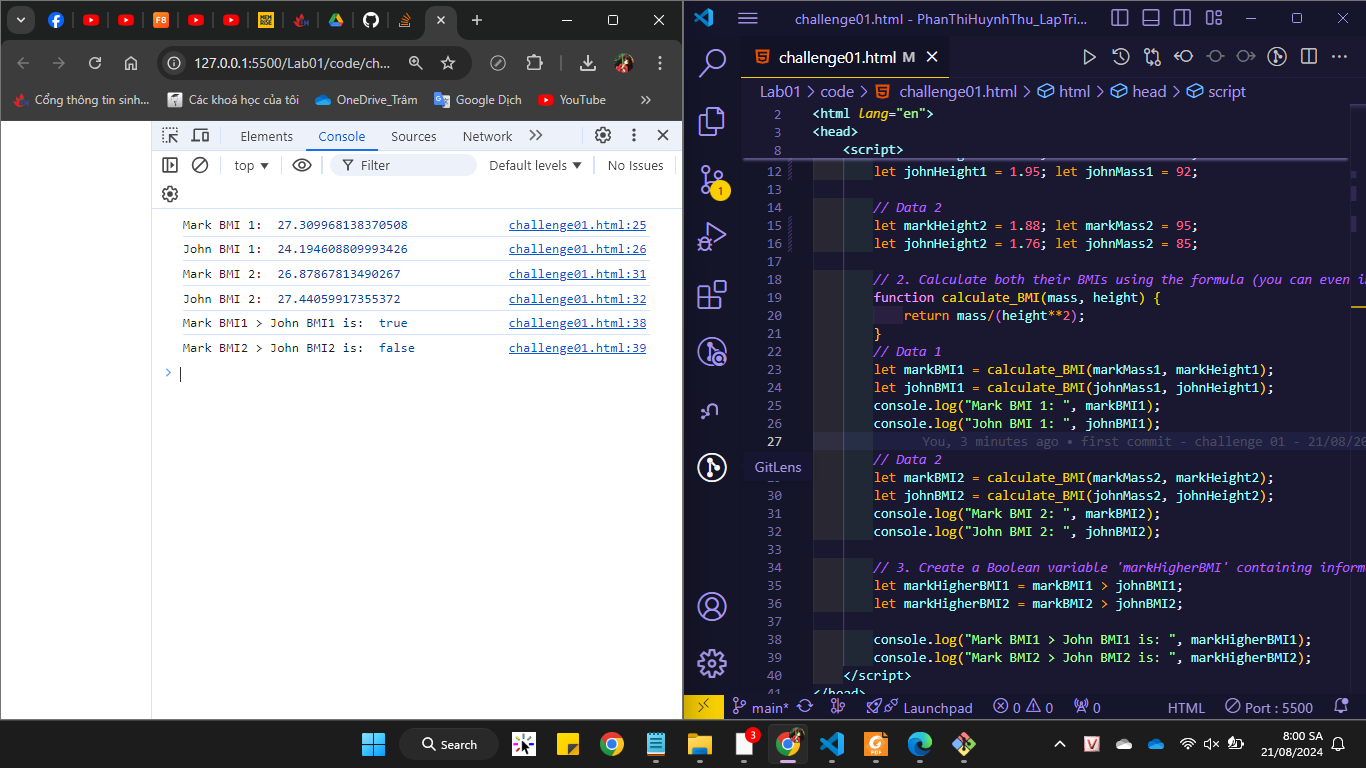 F8
MEM
RISE
127.0.0.1:5500/Lab01/code/ch...
Cổng thông tin sinh...
Các khoá học của tôi
OneDrive_Trâm
Google Dịch
YouTube
Elements
Console
Sources
Network
top
Filter
Default levels
No Issues
Mark BMI 1:  27.309968138370508 challenge01.html:25
John BMI 1:  24.194608809993426 challenge01.html:26
Mark BMI 2:  26.87867813490267 challenge01.html:31
John BMI 2:  27.44059917355372 challenge01.html:32
Mark BMI1 > John BMI1 is:  true challenge01.html:38
Mark BMI2 > John BMI2 is:  false challenge01.html:39
challenge01.html - PhanThiHuynhThu_LapTri...
challenge01.html M
Lab01 > code > challenge01.html > html > head > script
2 <html lang="en">
3 <head>
8 <script>
12 let johnHeight1 = 1.95; let johnMass1 = 92;
13
14 // Data 2
15 let markHeight2 = 1.88; let markMass2 = 95;
16 let johnHeight2 = 1.76; let johnMass2 = 85;
17
18 // 2. Calculate both their BMIs using the formula (you can even i
19 function calculate_BMI(mass, height) {
20 return mass/(height**2);
21 }
22 // Data 1
23 let markBMI1 = calculate_BMI(markMass1, markHeight1);
24 let johnBMI1 = calculate_BMI(johnMass1, johnHeight1);
25 console.log("Mark BMI 1: ", markBMI1);
26 console.log("John BMI 1: ", johnBMI1);
27 You, 3 minutes ago • first commit - challenge 01 - 21/08/20
// Data 2
let markBMI2 = calculate_BMI(markMass2, markHeight2);
30 let johnBMI2 = calculate_BMI(johnMass2, johnHeight2);
31 console.log("Mark BMI 2: ", markBMI2);
32 console.log("John BMI 2: ", johnBMI2);
33
34 // 3. Create a Boolean variable 'markHigherBMI' containing inform
35 let markHigherBMI1 = markBMI1 > johnBMI1;
36 let markHigherBMI2 = markBMI2 > johnBMI2;
37
38 console.log("Mark BMI1 > John BMI1 is: ", markHigherBMI1);
39 console.log("Mark BMI2 > John BMI2 is: ", markHigherBMI2);
40 </script>
41 </head>
1
GitLens
main*
Launchpad
0
0
0
HTML
Port : 5500
Search
3
PDF
V
8:00 SA
21/08/2024